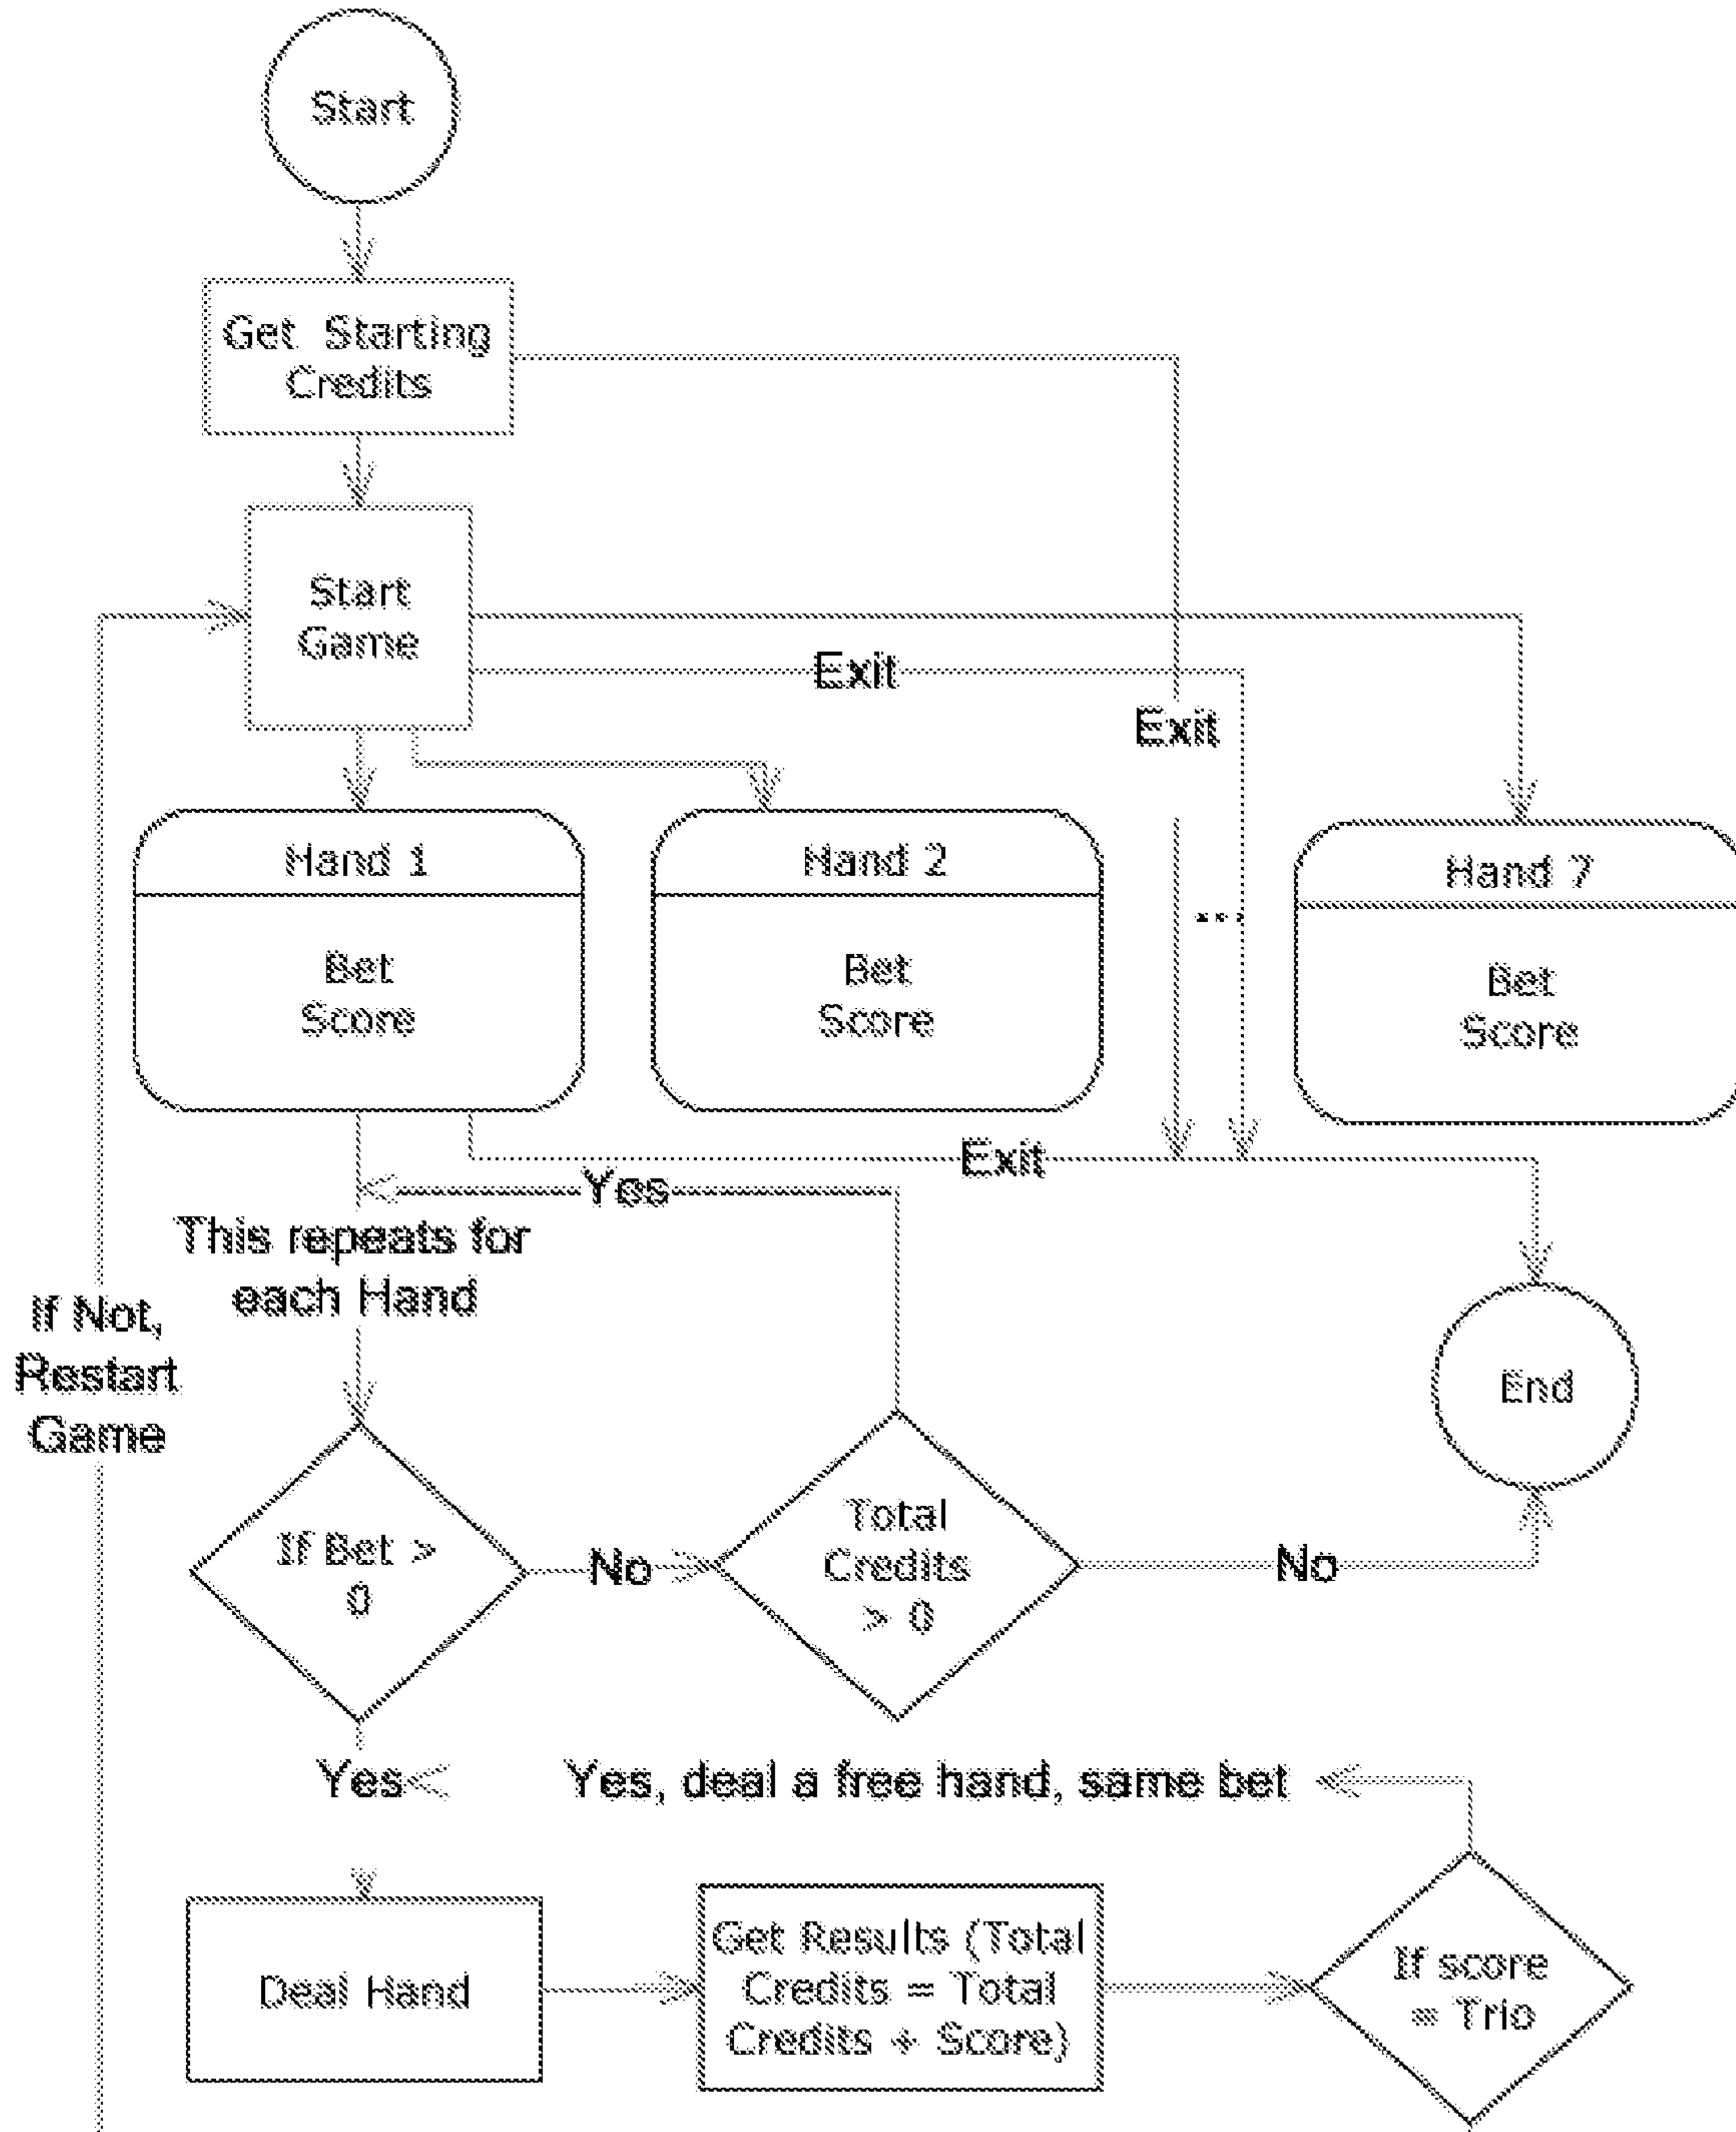 Start
Get Starting
Credits
Start
Game
Exit
Exit
Hand 1
Bet
Score
Hand 2
Bet
Score
...
Hand 7
Bet
Score
Exit
Yes
This repeats for
each Hand
If Not,
Restart
Game
End
If Bet >
0
No
Total
Credits
> 0
No
Yes
Yes, deal a free hand, same bet
Deal Hand
Get Results (Total
Credits = Total
Credits + Score)
If score
= Trio